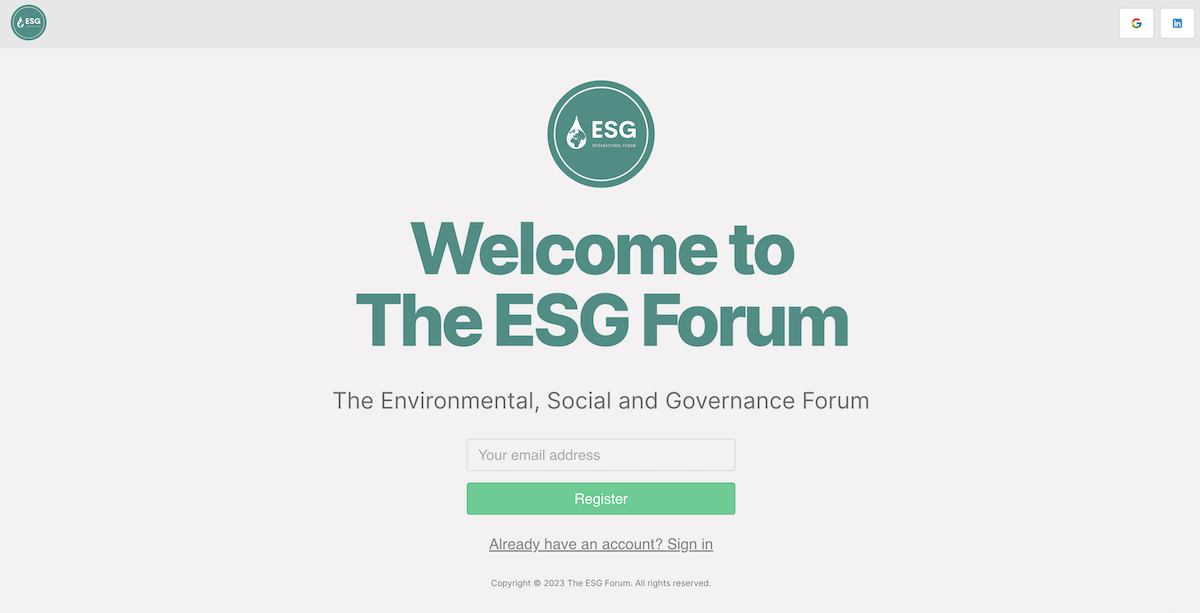 ESG
ESG
INTERNATIONAL FORUM
Welcome to
The ESG Forum
The Environmental, Social and Governance Forum
Your email address
Register
Already have an account? Sign in
Copyright © 2023 The ESG Forum. All rights reserved.